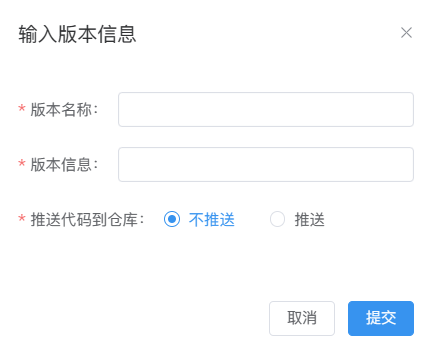 输入版本信息
* 版本名称：
* 版本信息：
* 推送代码到仓库： 不推送 推送
取消 提交